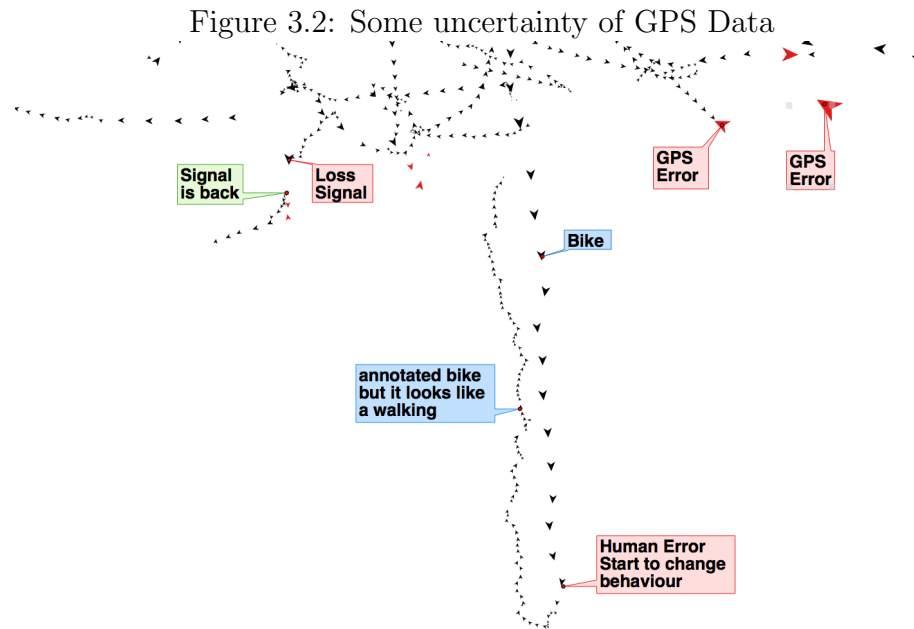 Figure 3.2: Some uncertainty of GPS Data
Signal
is back
Loss
Signal
GPS
Error
GPS
Error
Bike
annotated bike
but it looks like
a walking
Human Error
Start to change
behaviour